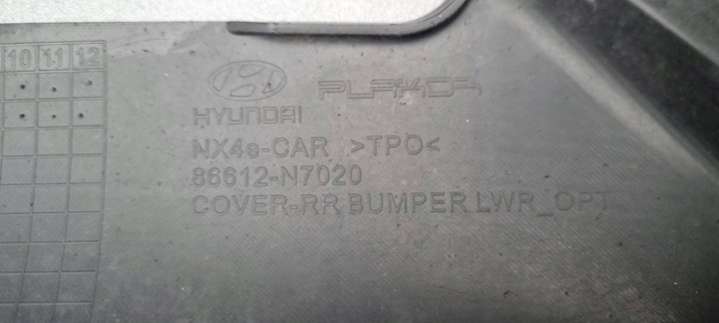 10 11 12
HYUNDAI PLAKOR
NX4e-CAR >TPO<
86612-N7020
COVER-RR BUMPER LWR_OPT